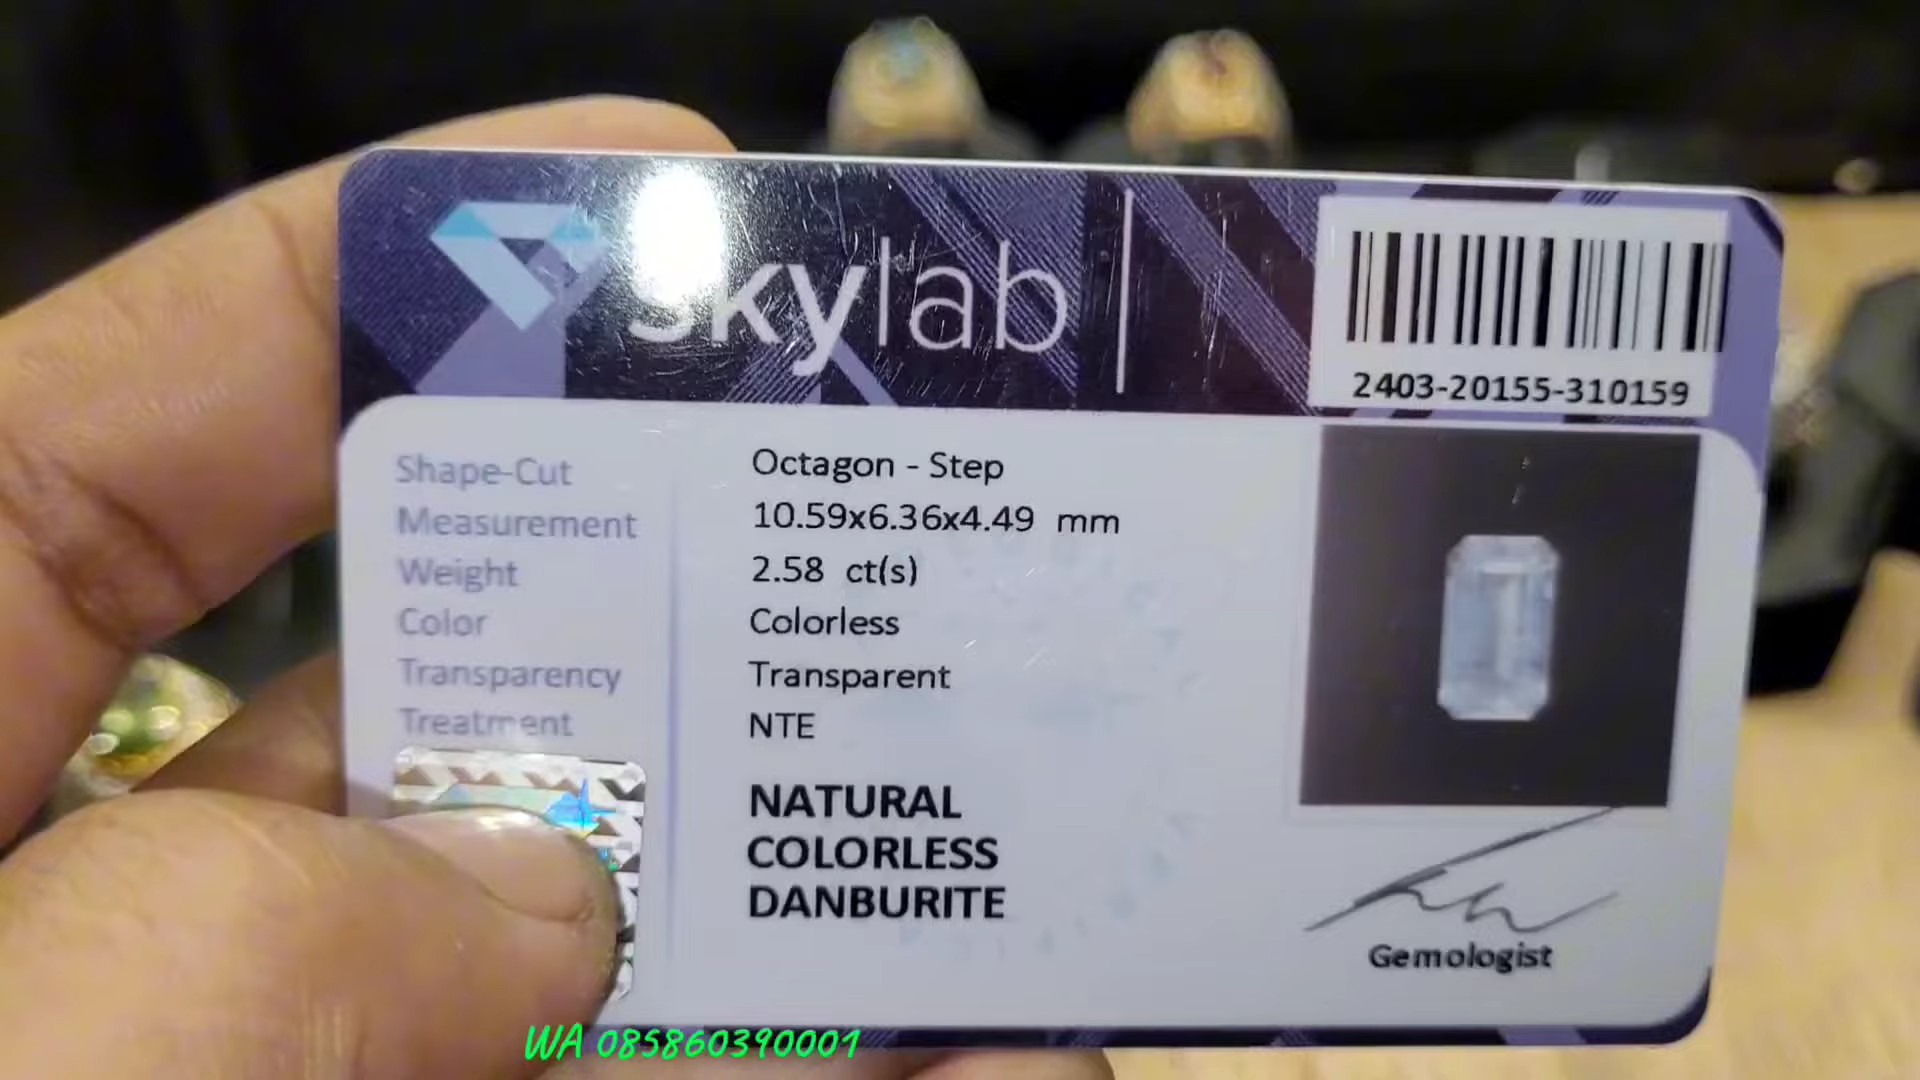 Skylab
2403-20155-310159
Shape-Cut Octagon - Step
Measurement 10.59x6.36x4.49 mm
Weight 2.58 ct(s)
Color Colorless
Transparency Transparent
Treatment NTE
NATURAL
COLORLESS
DANBURITE
Gemologist
WA 085860390001